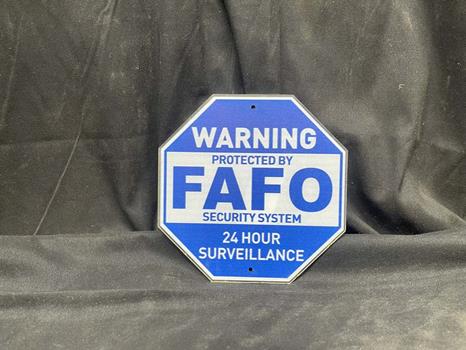 WARNING
PROTECTED BY
FAFO
SECURITY SYSTEM
24 HOUR
SURVEILLANCE